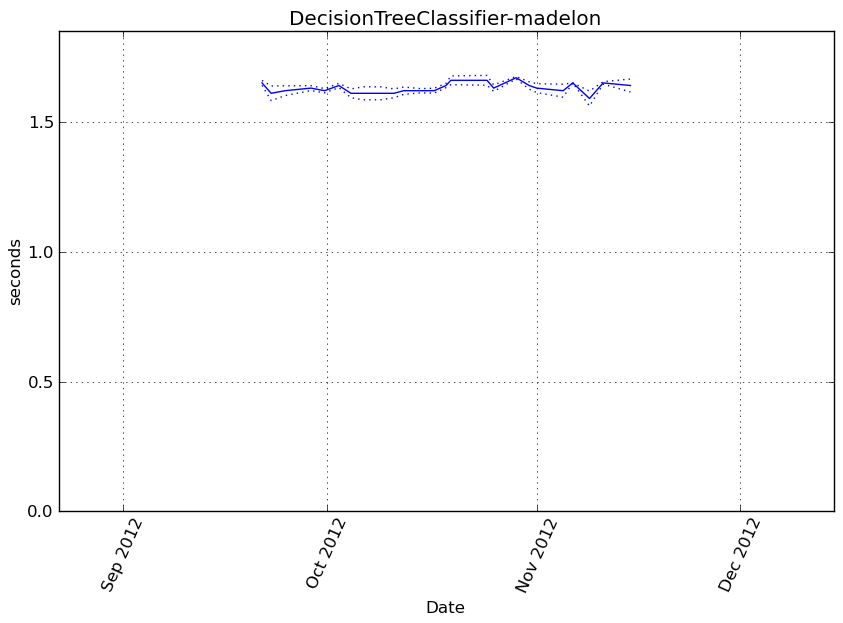 DecisionTreeClassifier-madelon
1.5
1.0
0.5
0.0
seconds
Sep 2012
Oct 2012
Nov 2012
Dec 2012
Date